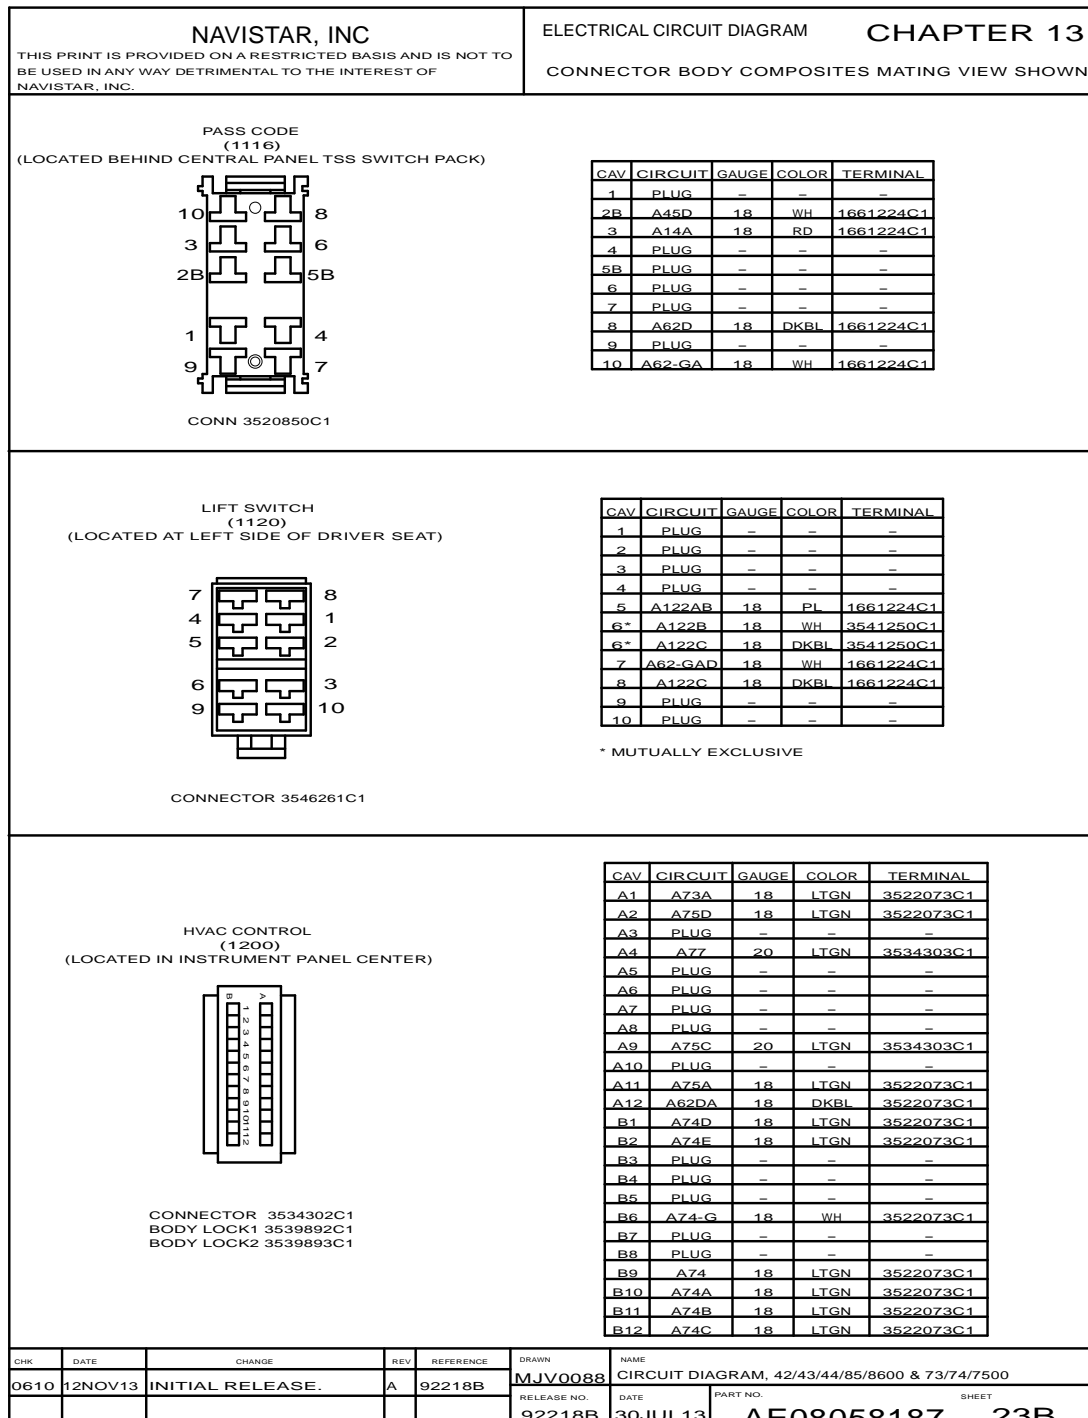 NAVISTAR, INC
THIS PRINT IS PROVIDED ON A RESTRICTED BASIS AND IS NOT TO
BE USED IN ANY WAY DETRIMENTAL TO THE INTEREST OF
NAVISTAR, INC.
ELECTRICAL CIRCUIT DIAGRAM CHAPTER 13
CONNECTOR BODY COMPOSITES MATING VIEW SHOWN
PASS CODE
(1116)
(LOCATED BEHIND CENTRAL PANEL TSS SWITCH PACK)
10 8
3 6
2B 5B
1 4
9 7
CONN 3520850C1
CAV CIRCUIT GAUGE COLOR TERMINAL
1 PLUG – – –
2B A45D 18 WH 1661224C1
3 A14A 18 RD 1661224C1
4 PLUG – – –
5B PLUG – – –
6 PLUG – – –
7 PLUG – – –
8 A62D 18 DKBL 1661224C1
9 PLUG – – –
10 A62-GA 18 WH 1661224C1
LIFT SWITCH
(1120)
(LOCATED AT LEFT SIDE OF DRIVER SEAT)
7 8
4 1
5 2
6 3
9 10
CONNECTOR 3546261C1
CAV CIRCUIT GAUGE COLOR TERMINAL
1 PLUG – – –
2 PLUG – – –
3 PLUG – – –
4 PLUG – – –
5 A122AB 18 PL 1661224C1
6* A122B 18 WH 3541250C1
6* A122C 18 DKBL 3541250C1
7 A62-GAD 18 WH 1661224C1
8 A122C 18 DKBL 1661224C1
9 PLUG – – –
10 PLUG – – –
* MUTUALLY EXCLUSIVE
HVAC CONTROL
(1200)
(LOCATED IN INSTRUMENT PANEL CENTER)
B A
1 2 3 4 5 6 7 8 9 10 11 12
CONNECTOR 3534302C1
BODY LOCK1 3539892C1
BODY LOCK2 3539893C1
CAV CIRCUIT GAUGE COLOR TERMINAL
A1 A73A 18 LTGN 3522073C1
A2 A75D 18 LTGN 3522073C1
A3 PLUG – – –
A4 A77 20 LTGN 3534303C1
A5 PLUG – – –
A6 PLUG – – –
A7 PLUG – – –
A8 PLUG – – –
A9 A75C 20 LTGN 3534303C1
A10 PLUG – – –
A11 A75A 18 LTGN 3522073C1
A12 A62DA 18 DKBL 3522073C1
B1 A74D 18 LTGN 3522073C1
B2 A74E 18 LTGN 3522073C1
B3 PLUG – – –
B4 PLUG – – –
B5 PLUG – – –
B6 A74-G 18 WH 3522073C1
B7 PLUG – – –
B8 PLUG – – –
B9 A74 18 LTGN 3522073C1
B10 A74A 18 LTGN 3522073C1
B11 A74B 18 LTGN 3522073C1
B12 A74C 18 LTGN 3522073C1
CHK DATE CHANGE REV REFERENCE
0610 12NOV13 INITIAL RELEASE. A 92218B
DRAWN
MJV0088
NAME
CIRCUIT DIAGRAM, 42/43/44/85/8600 & 73/74/7500
RELEASE NO. DATE PART NO. SHEET
92218B 30JUL13 AE08058187 23B